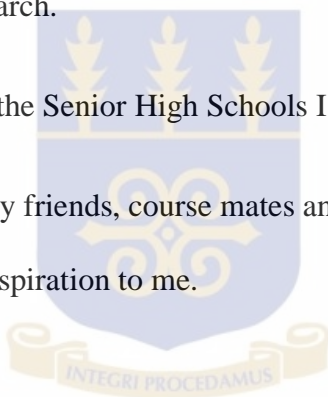 arch.
the Senior High Schools I
y friends, course mates an
spiration to me.
INTEGRI PROCEDAMUS